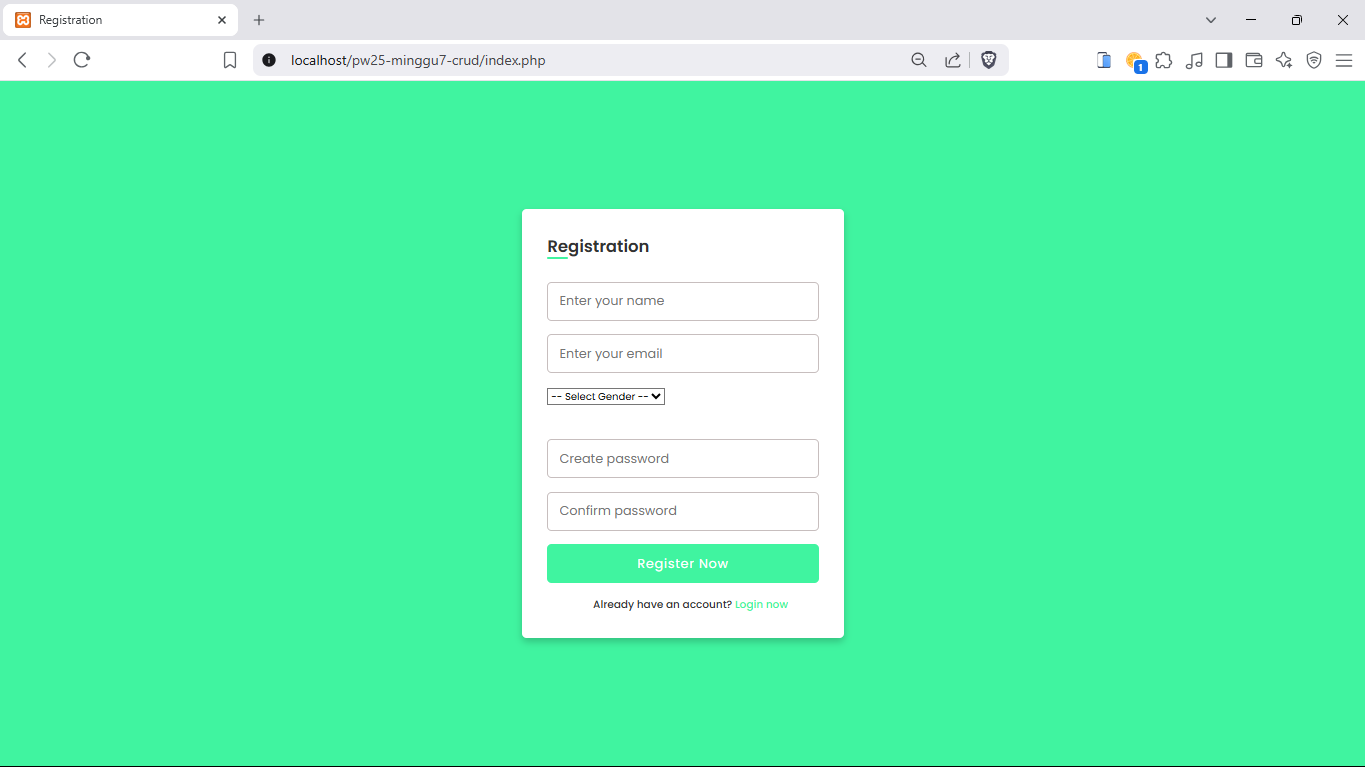 Registration
localhost/pw25-minggu7-crud/index.php
1
Registration
Enter your name
Enter your email
-- Select Gender --
Create password
Confirm password
Register Now
Already have an account? Login now